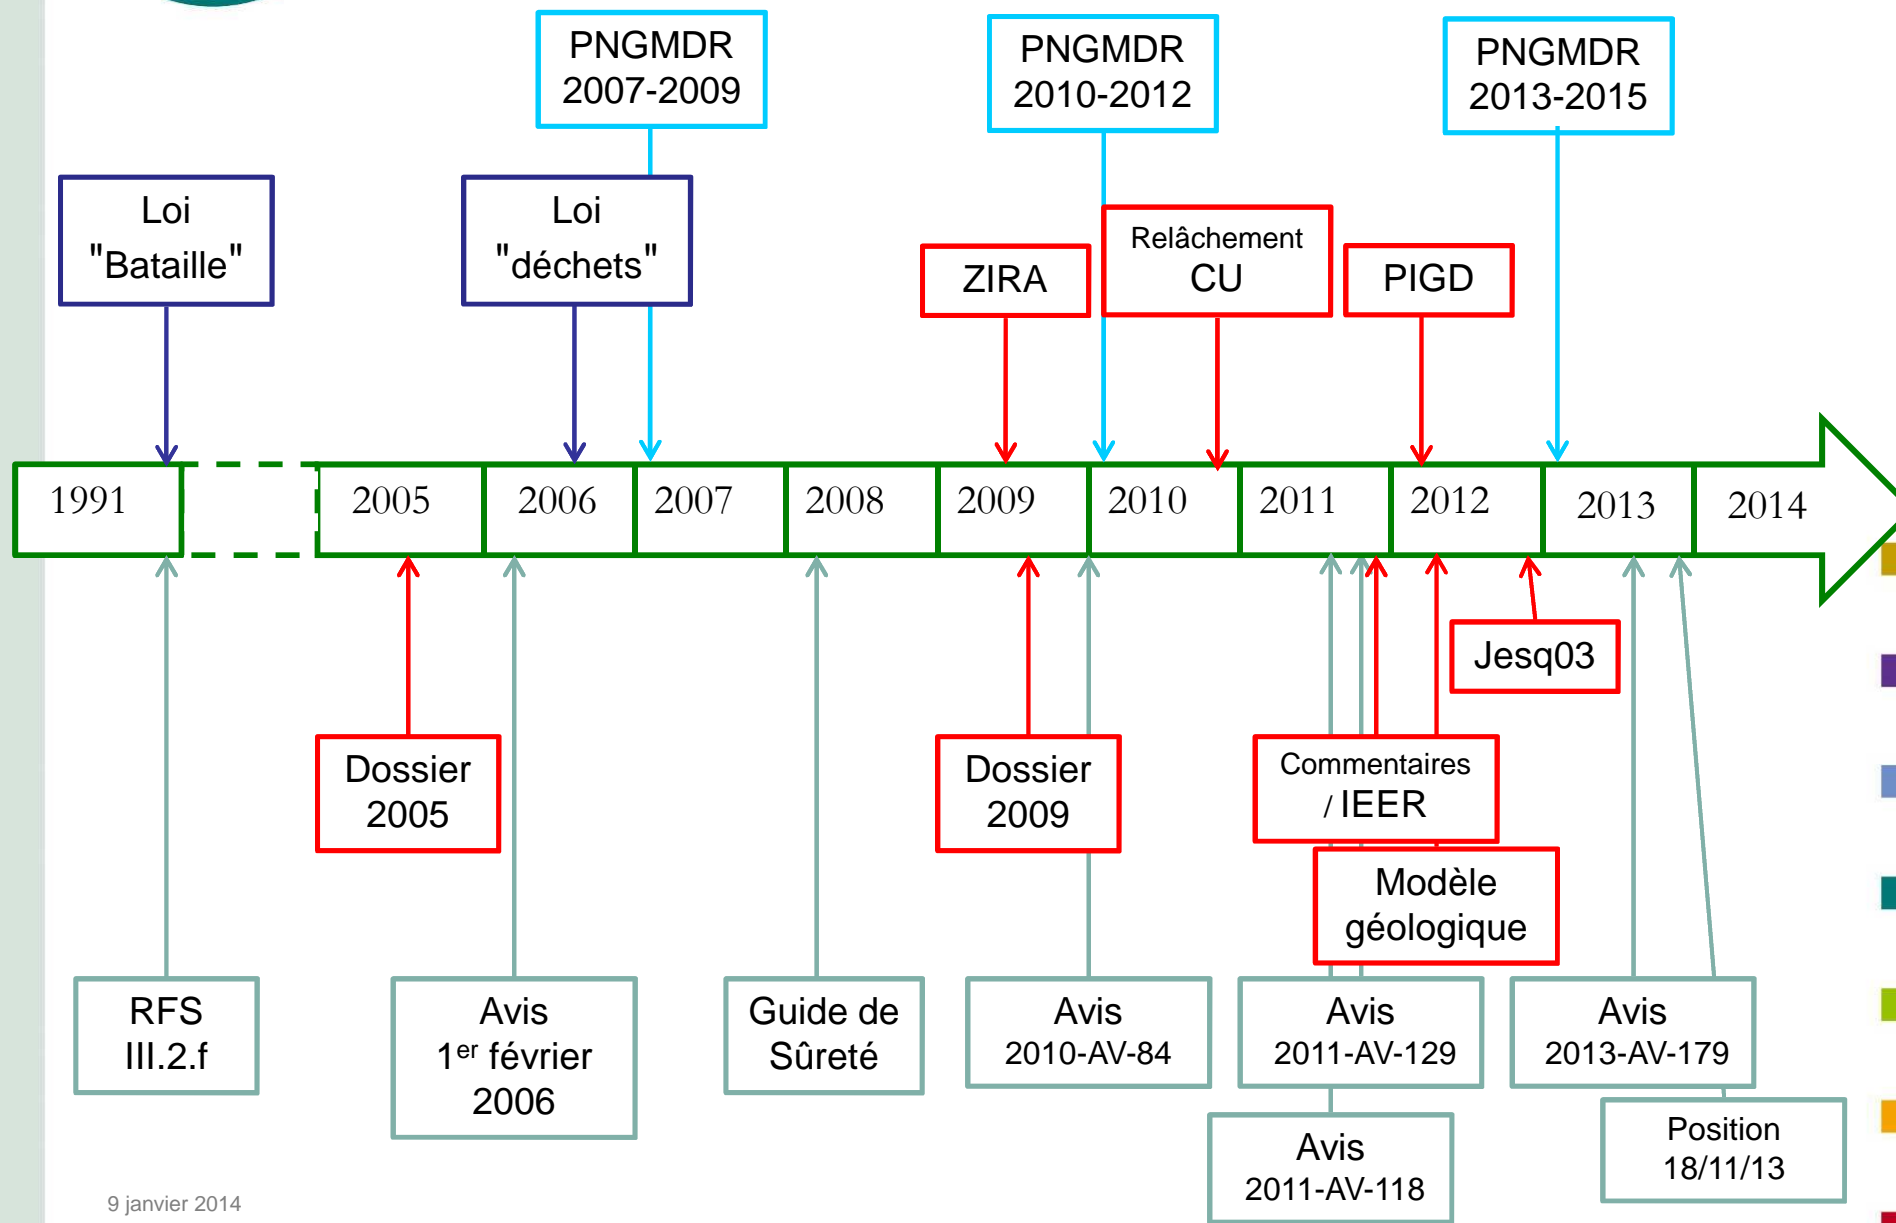 PNGMDR
2007-2009
PNGMDR
2010-2012
PNGMDR
2013-2015
Loi
"Bataille"
Loi
"déchets"
ZIRA
Relâchement
CU
PIGD
1991
2005
2006
2007
2008
2009
2010
2011
2012
2013
2014
Jesq03
Dossier
2005
Dossier
2009
Commentaires
/ IEER
Modèle
géologique
RFS
III.2.f
Avis
1er février
2006
Guide de
Sûreté
Avis
2010-AV-84
Avis
2011-AV-129
Avis
2013-AV-179
Avis
2011-AV-118
Position
18/11/13
9 janvier 2014